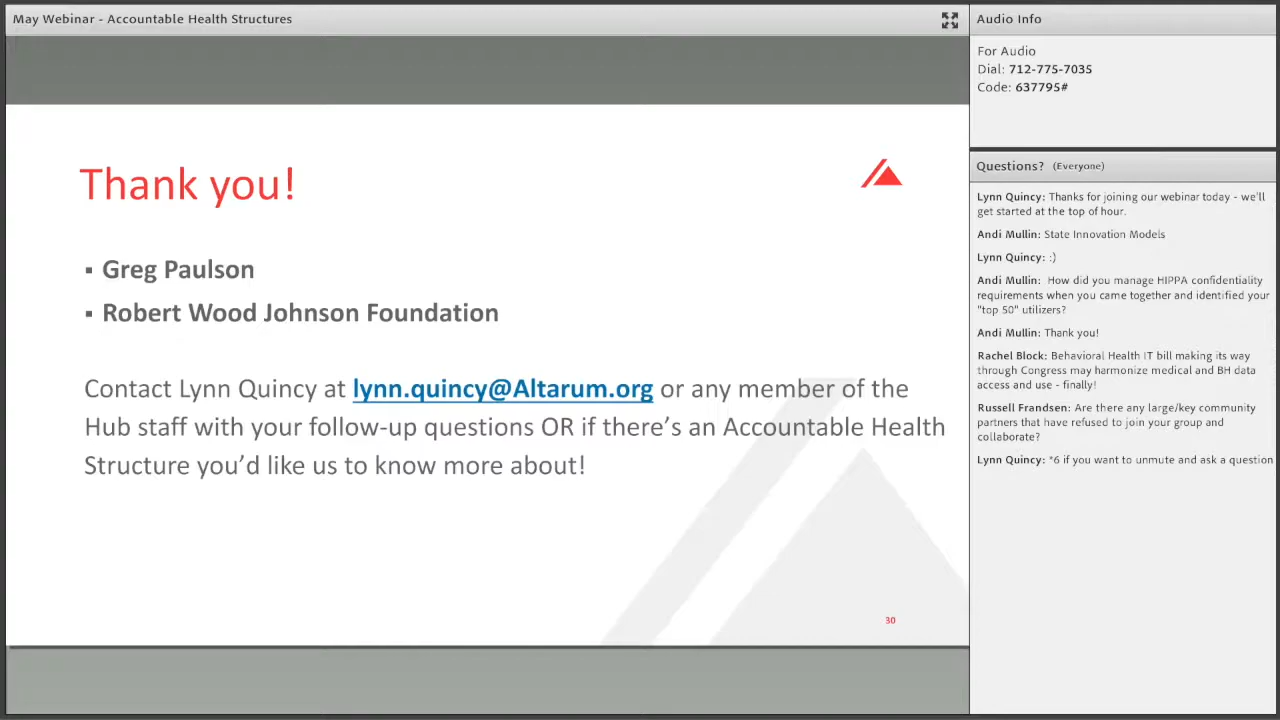 May Webinar - Accountable Health Structures
Thank you!
▪ Greg Paulson
▪ Robert Wood Johnson Foundation
Contact Lynn Quincy at lynn.quincy@Altarum.org or any member of the
Hub staff with your follow-up questions OR if there's an Accountable Health
Structure you'd like us to know more about!
30
Audio Info
For Audio
Dial: 712-775-7035
Code: 637795#
Questions? (Everyone)
Lynn Quincy: Thanks for joining our webinar today - we'll
get started at the top of hour.
Andi Mullin: State Innovation Models
Lynn Quincy: :)
Andi Mullin: How did you manage HIPPA confidentiality
requirements when you came together and identified your
"top 50" utilizers?
Andi Mullin: Thank you!
Rachel Block: Behavioral Health IT bill making its way
through Congress may harmonize medical and BH data
access and use - finally!
Russell Frandsen: Are there any large/key community
partners that have refused to join your group and
collaborate?
Lynn Quincy: *6 if you want to unmute and ask a question